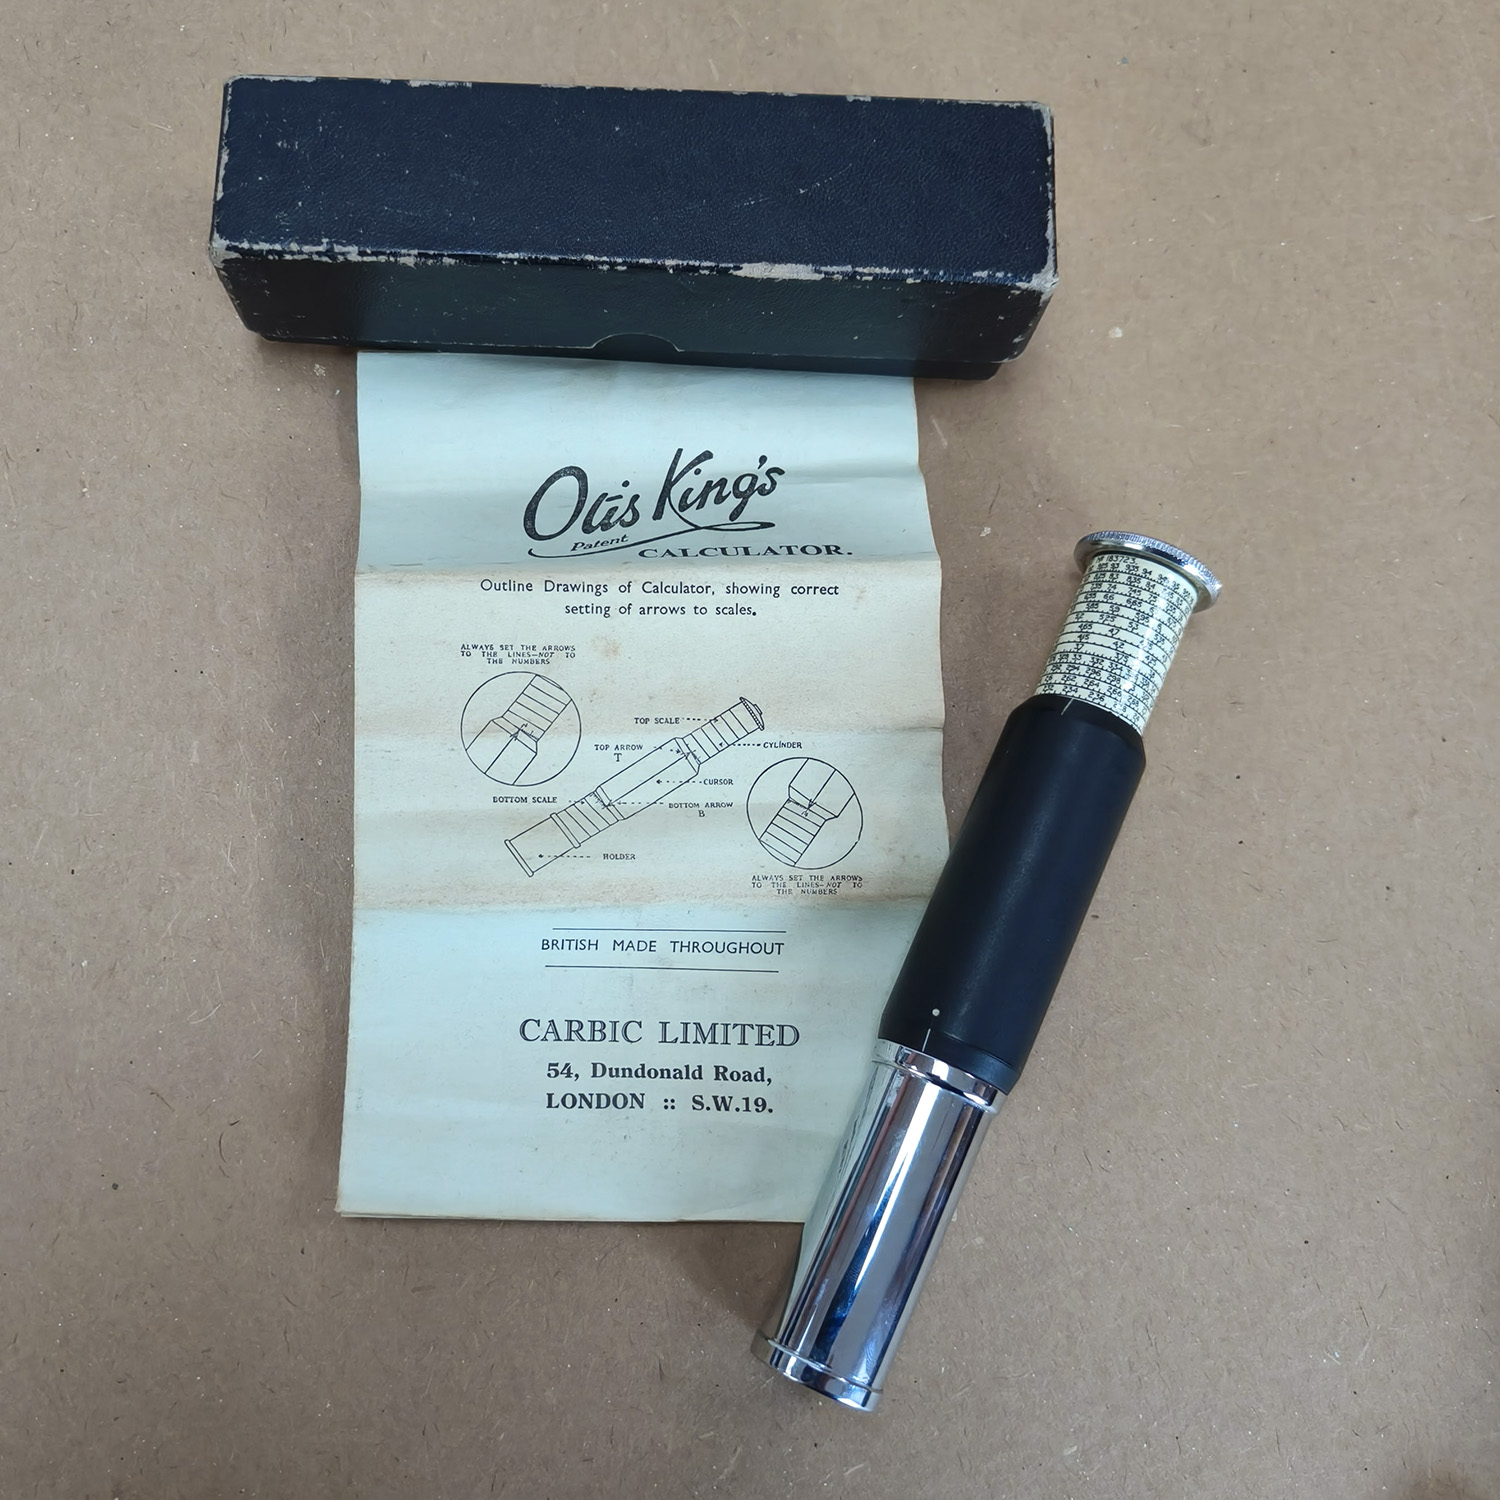 Otis King's
Patent CALCULATOR.
Outline Drawings of Calculator, showing correct
setting of arrows to scales.
ALWAYS SET THE ARROWS
TO THE LINES—NOT TO
THE NUMBERS
TOP SCALE
TOP ARROW
T
CYLINDER
CURSOR
BOTTOM SCALE
BOTTOM ARROW
B
HOLDER
ALWAYS SET THE ARROWS
TO THE LINES—NOT TO
THE NUMBERS
BRITISH MADE THROUGHOUT
CARBIC LIMITED
54, Dundonald Road,
LONDON :: S.W.19.